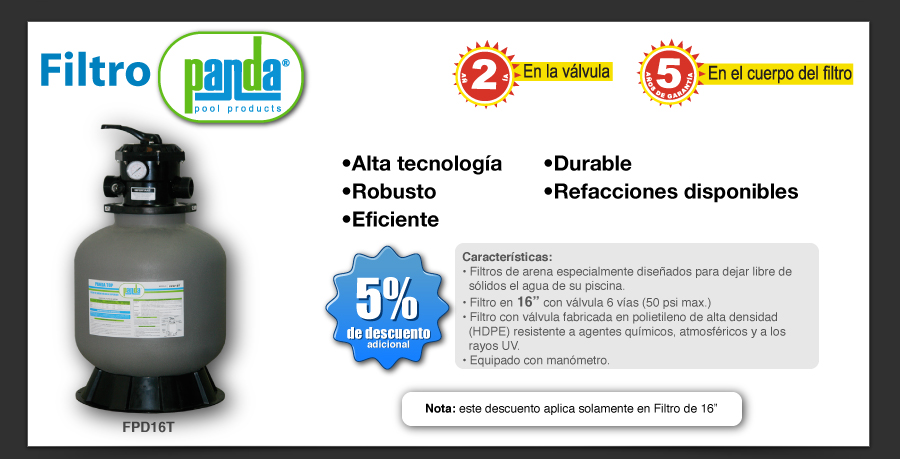 Filtro
panda®
pool products
2
En la válvula
5
AÑOS DE GARANTÍA
En el cuerpo del filtro
•Alta tecnología
•Robusto
•Eficiente
•Durable
•Refacciones disponibles
5%
de descuento
adicional
Características:
• Filtros de arena especialmente diseñados para dejar libre de
sólidos el agua de su piscina.
• Filtro en 16” con válvula 6 vías (50 psi max.)
• Filtro con válvula fabricada en polietileno de alta densidad
(HDPE) resistente a agentes químicos, atmosféricos y a los
rayos UV.
• Equipado con manómetro.
panda
FPD16T
Nota: este descuento aplica solamente en Filtro de 16”